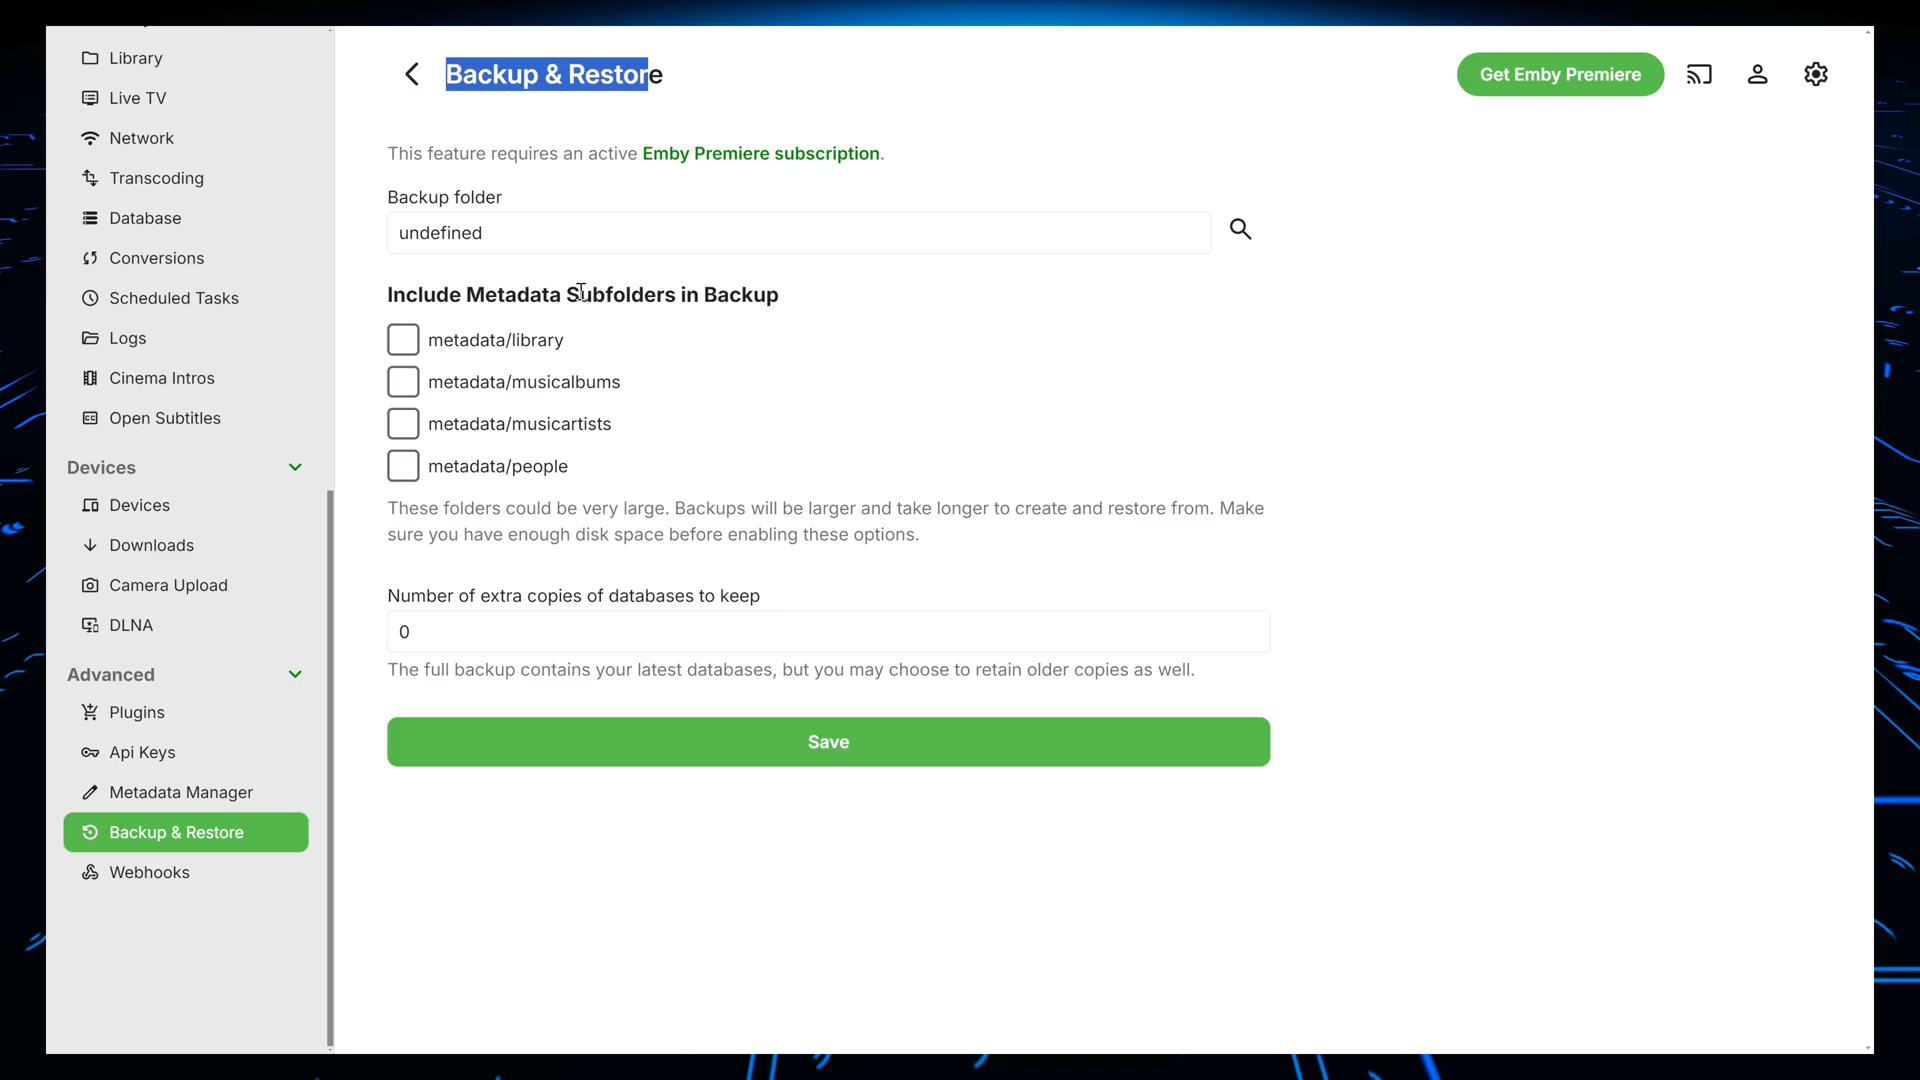 Library
Live TV
Network
Transcoding
Database
Conversions
Scheduled Tasks
Logs
Cinema Intros
Open Subtitles
Devices
Devices
Downloads
Camera Upload
DLNA
Advanced
Plugins
Api Keys
Metadata Manager
Backup & Restore
Webhooks
Backup & Restore
Get Emby Premiere
This feature requires an active Emby Premiere subscription.
Backup folder
undefined
Include Metadata Subfolders in Backup
metadata/library
metadata/musicalbums
metadata/musicartists
metadata/people
These folders could be very large. Backups will be larger and take longer to create and restore from. Make
sure you have enough disk space before enabling these options.
Number of extra copies of databases to keep
0
The full backup contains your latest databases, but you may choose to retain older copies as well.
Save